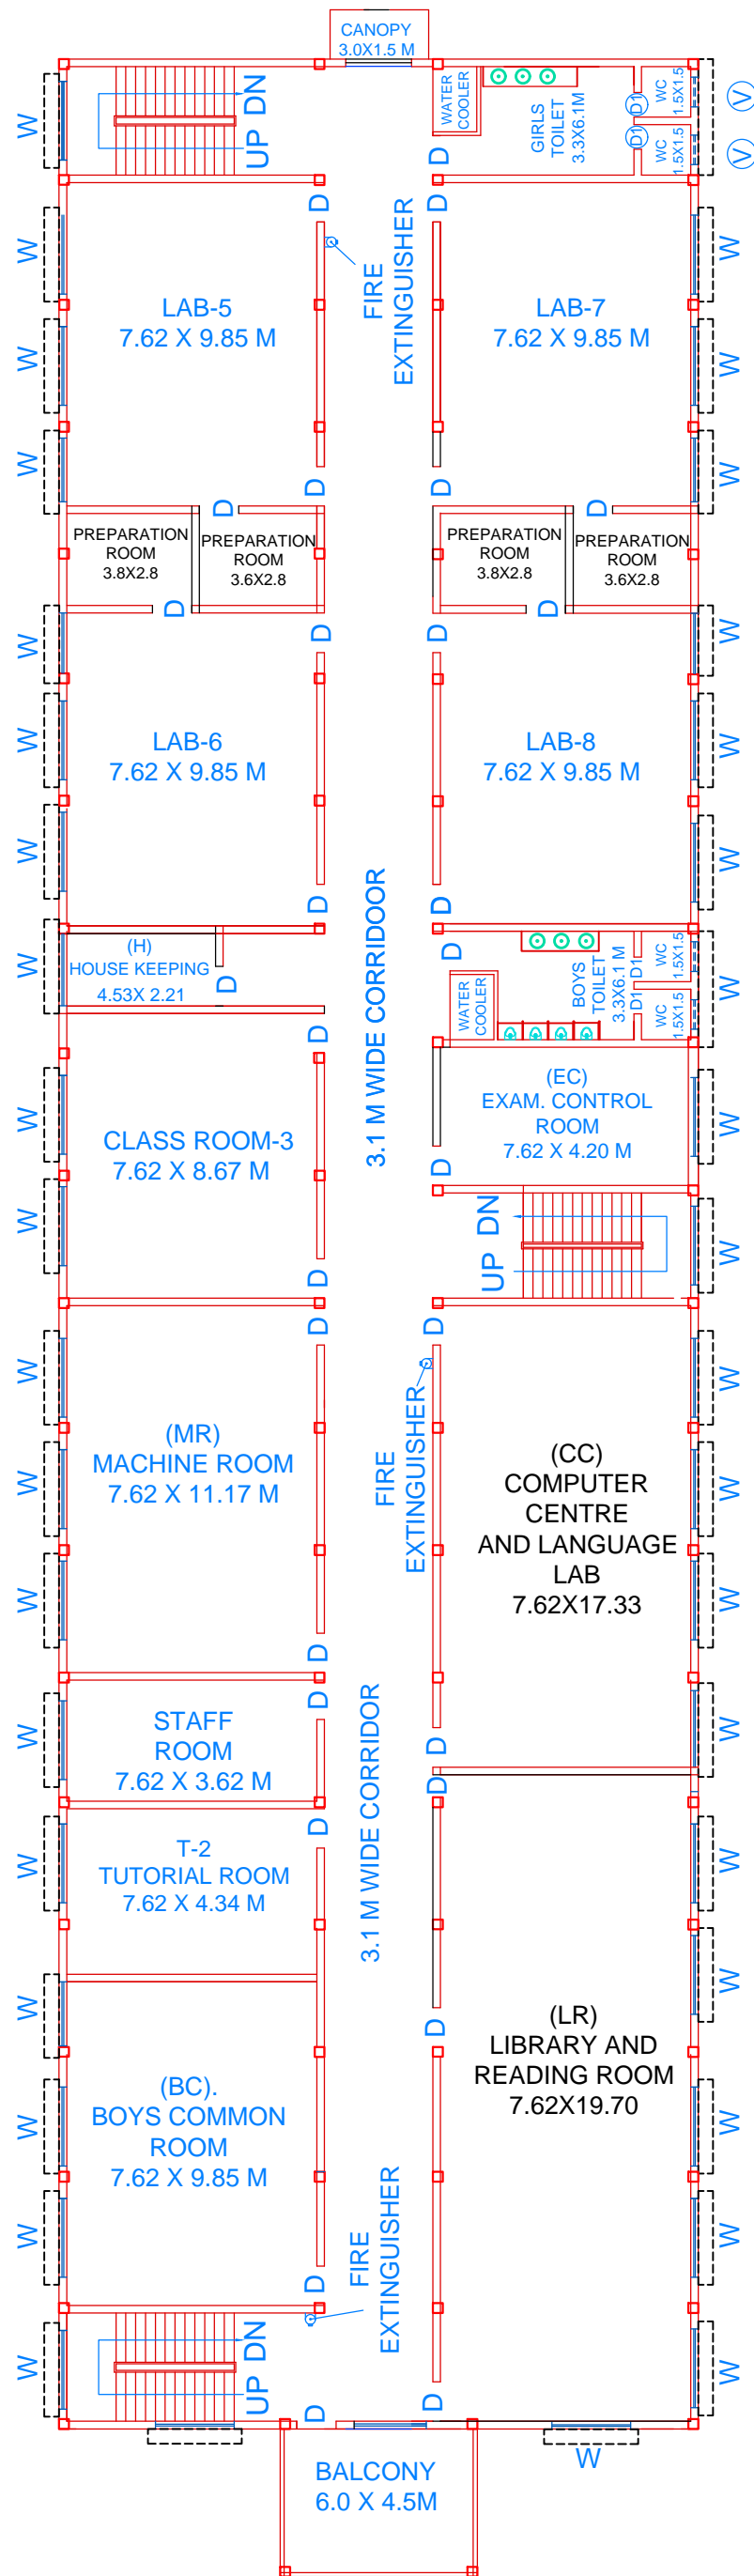 CANOPY
3.0X1.5 M
W
UP DN
WATER
COOLER
GIRLS
TOILET
3.3X6.1M
D1
D1
WC
1.5X1.5
WC
1.5X1.5
V
V
D
D
D
W
W
FIRE
EXTINGUISHER
LAB-5
7.62 X 9.85 M
LAB-7
7.62 X 9.85 M
W
W
W
W
D
D
D
D
PREPARATION
ROOM
3.8X2.8
PREPARATION
ROOM
3.6X2.8
PREPARATION
ROOM
3.8X2.8
PREPARATION
ROOM
3.6X2.8
D
D
D
D
W
W
LAB-6
7.62 X 9.85 M
LAB-8
7.62 X 9.85 M
W
W
W
W
D
D
3.1 M WIDE CORRIDOOR
(H)
HOUSE KEEPING
4.53X 2.21
D
W
D
WATER
COOLER
BOYS
TOILET
3.3X6.1 M
D1
D1
WC
1.5X1.5
WC
1.5X1.5
W
D
CLASS ROOM-3
7.62 X 8.67 M
W
W
(EC)
EXAM. CONTROL
ROOM
7.62 X 4.20 M
W
D
UP DN
W
D
D
D
(MR)
MACHINE ROOM
7.62 X 11.17 M
W
W
W
FIRE
EXTINGUISHER
(CC)
COMPUTER
CENTRE
AND LANGUAGE
LAB
7.62X17.33
W
W
W
W
D
D
STAFF
ROOM
7.62 X 3.62 M
W
D
D
D
3.1 M WIDE CORRIDOR
T-2
TUTORIAL ROOM
7.62 X 4.34 M
W
W
D
(LR)
LIBRARY AND
READING ROOM
7.62X19.70
W
W
W
(BC).
BOYS COMMON
ROOM
7.62 X 9.85 M
W
W
W
D
FIRE
EXTINGUISHER
W
UP DN
D
D
W
W
BALCONY
6.0 X 4.5M